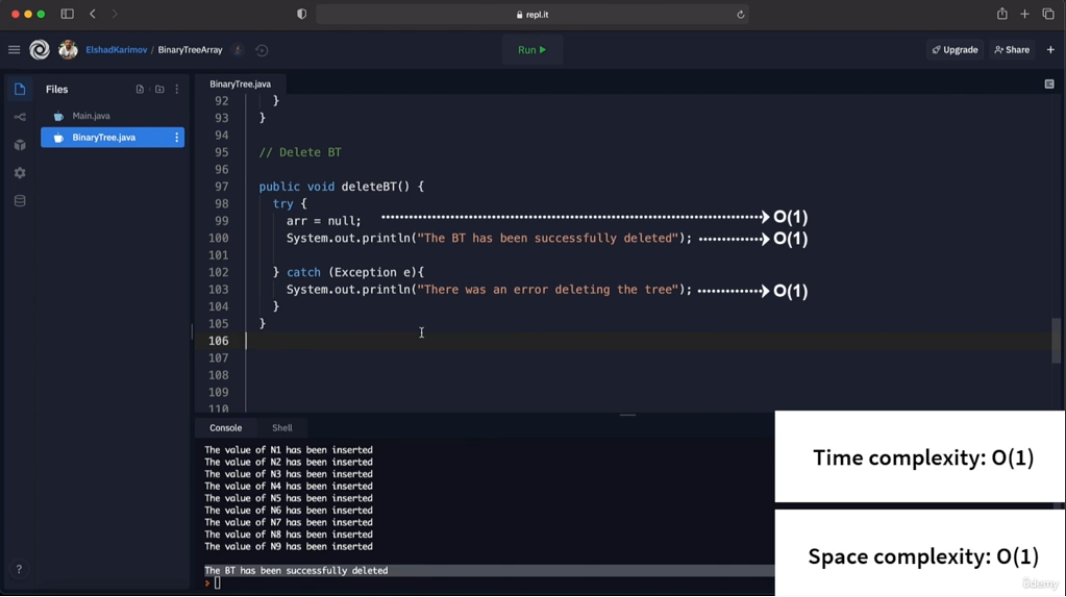 repl.it
ElshadKarimov / BinaryTreeArray
Run
Upgrade
Share
Files
Main.java
BinaryTree.java
BinaryTree.java
92 }
93 }
94
95 // Delete BT
96
97 public void deleteBT() {
98 try {
99 arr = null; O(1)
100 System.out.println("The BT has been successfully deleted"); O(1)
101
102 } catch (Exception e){
103 System.out.println("There was an error deleting the tree"); O(1)
104 }
105 }
106
107
108
109
110
Console Shell
The value of N1 has been inserted
The value of N2 has been inserted
The value of N3 has been inserted
The value of N4 has been inserted
The value of N5 has been inserted
The value of N6 has been inserted
The value of N7 has been inserted
The value of N8 has been inserted
The value of N9 has been inserted
The BT has been successfully deleted
>
?
Time complexity: O(1)
Space complexity: O(1)
Udemy